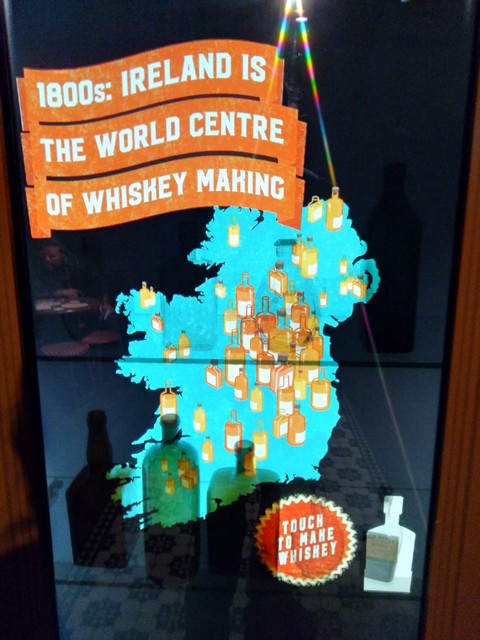 1800s: IRELAND IS
THE WORLD CENTRE
OF WHISKEY MAKING
TOUCH
TO MAKE
WHISKEY